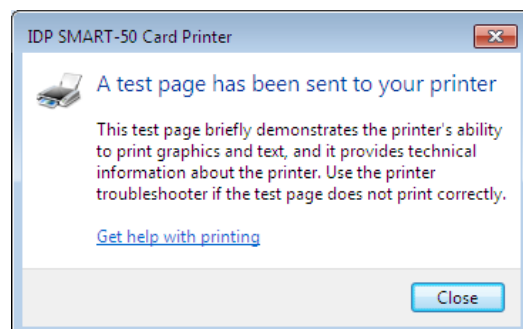 IDP SMART-50 Card Printer
A test page has been sent to your printer
This test page briefly demonstrates the printer's ability
to print graphics and text, and it provides technical
information about the printer. Use the printer
troubleshooter if the test page does not print correctly.
Get help with printing
Close